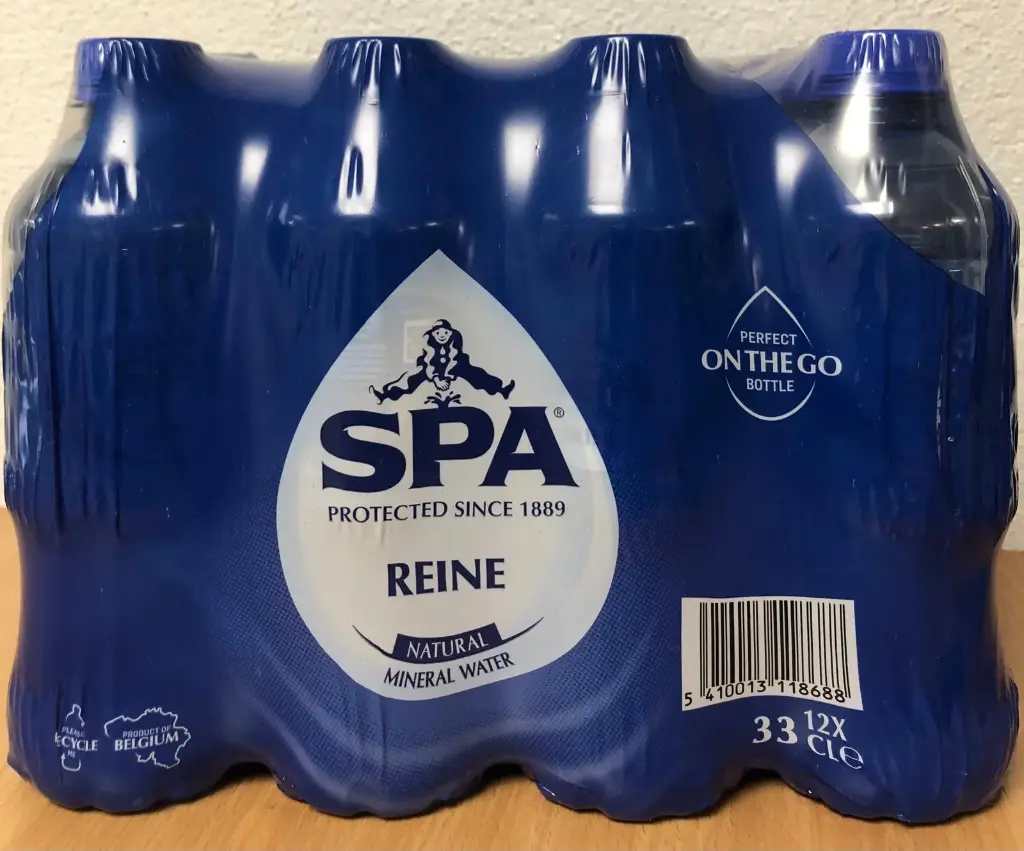 SPA®
PROTECTED SINCE 1889
REINE
NATURAL
MINERAL WATER
PERFECT
ON THE GO
BOTTLE
5 410013 118688
12X
33 CL℮
PLEASE
RECYCLE
ME
PRODUCT OF
BELGIUM